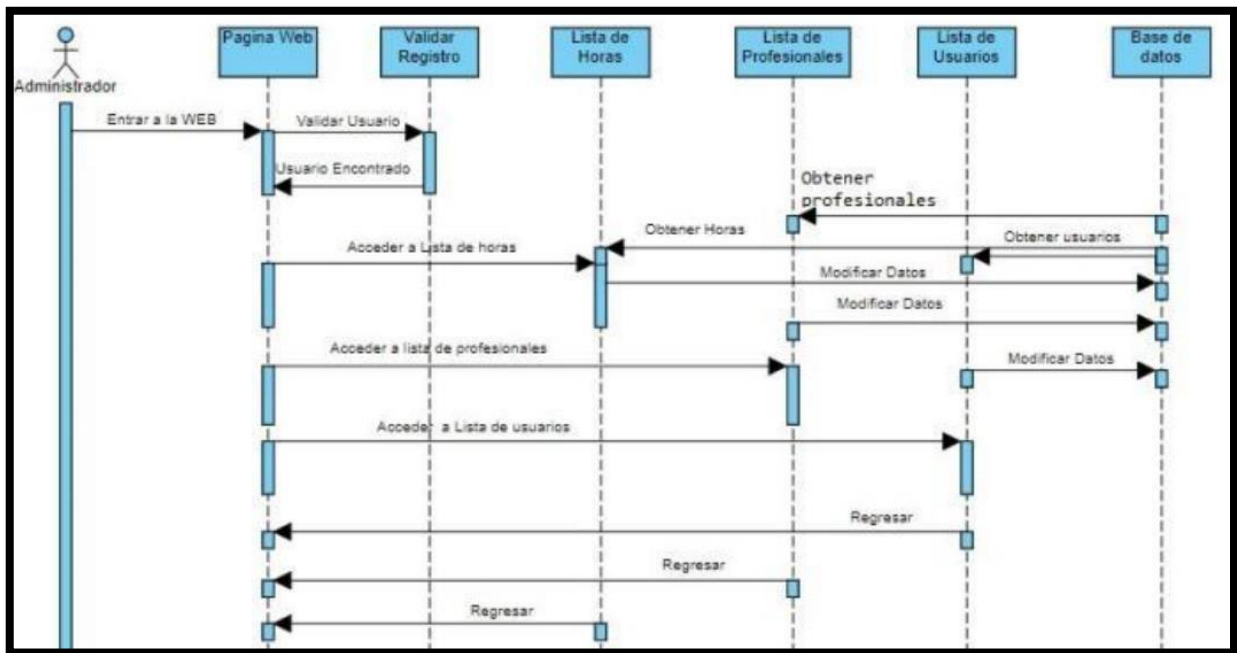 Pagina Web
Validar
Registro
Lista de
Horas
Lista de
Profesionales
Lista de
Usuarios
Base de
datos
Administrador
Entrar a la WEB
Validar Usuario
Usuario Encontrado
Obtener
profesionales
Obtener Horas
Obtener usuarios
Acceder a Lista de horas
Modificar Datos
Modificar Datos
Acceder a lista de profesionales
Modificar Datos
Acceder a Lista de usuarios
Regresar
Regresar
Regresar